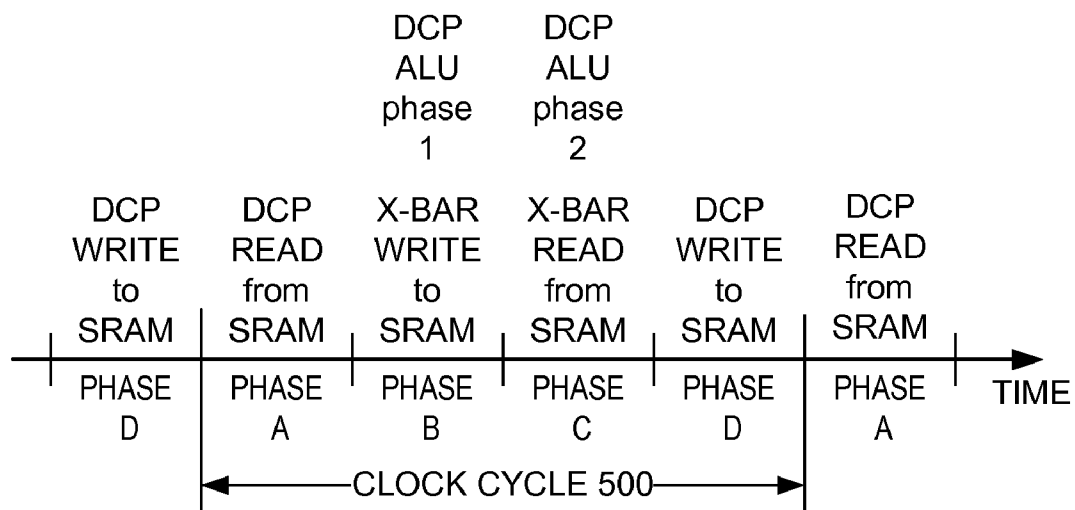 DCP
ALU
phase
1
DCP
ALU
phase
2
DCP
WRITE
to
SRAM
DCP
READ
from
SRAM
X-BAR
WRITE
to
SRAM
X-BAR
READ
from
SRAM
DCP
WRITE
to
SRAM
DCP
READ
from
SRAM
PHASE
D
PHASE
A
PHASE
B
PHASE
C
PHASE
D
PHASE
A
TIME
CLOCK CYCLE 500